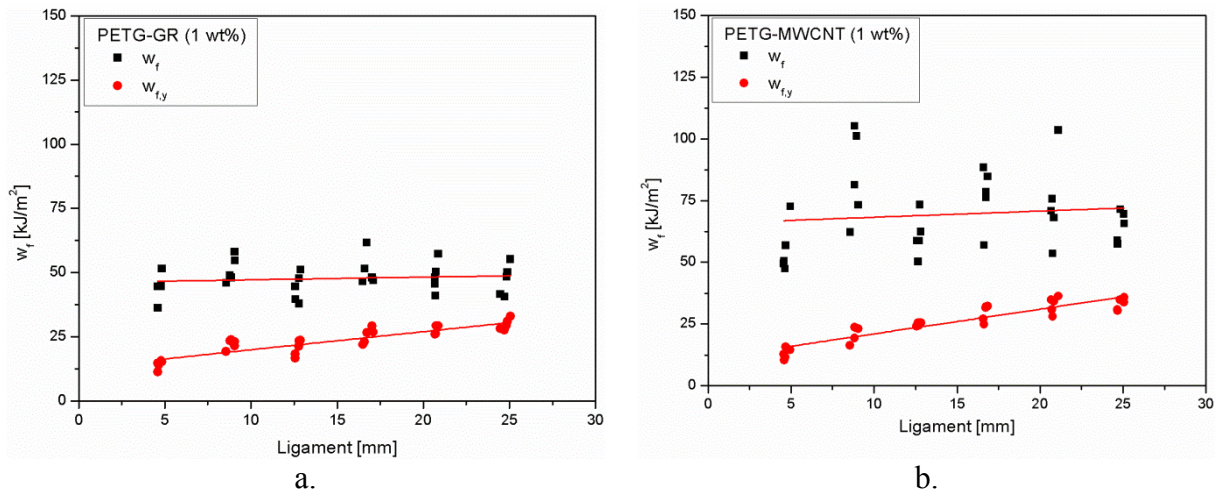 150
125
100
75
50
25
0
w_f [kJ/m²]
PETG-GR (1 wt%)
w_f
w_f,y
0 5 10 15 20 25 30
Ligament [mm]
a.
150
125
100
75
50
25
0
w_f [kJ/m²]
PETG-MWCNT (1 wt%)
w_f
w_f,y
0 5 10 15 20 25 30
Ligament [mm]
b.